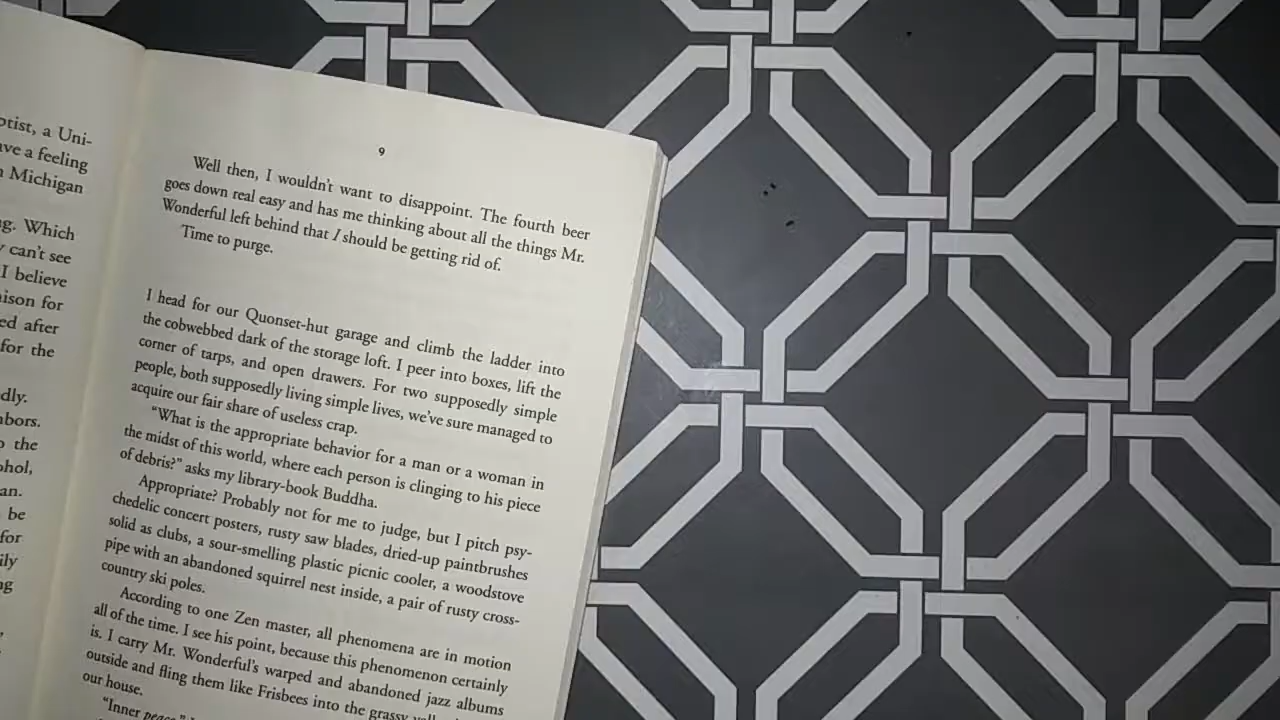 otist, a Uni-
ave a feeling
Michigan
g. Which
can't see
I believe
ison for
ed after
for the
dly.
bors.
the
ohol,
an.
be
for
ily
9
Well then, I wouldn't want to disappoint. The fourth beer
goes down real easy and has me thinking about all the things Mr.
Wonderful left behind that I should be getting rid of.
Time to purge.
I head for our Quonset-hut garage and climb the ladder into
the cobwebbed dark of the storage loft. I peer into boxes, lift the
corner of tarps, and open drawers. For two supposedly simple
people, both supposedly living simple lives, we've sure managed to
acquire our fair share of useless crap.
"What is the appropriate behavior for a man or a woman in
the midst of this world, where each person is clinging to his piece
of debris?" asks my library-book Buddha.
Appropriate? Probably not for me to judge, but I pitch psy-
chedelic concert posters, rusty saw blades, dried-up paintbrushes
solid as clubs, a sour-smelling plastic picnic cooler, a woodstove
pipe with an abandoned squirrel nest inside, a pair of rusty cross-
country ski poles.
According to one Zen master, all phenomena are in motion
all of the time. I see his point, because this phenomenon certainly
is. I carry Mr. Wonderful's warped and abandoned jazz albums
outside and fling them like Frisbees into the grassy
our house.
"Inner peace,"